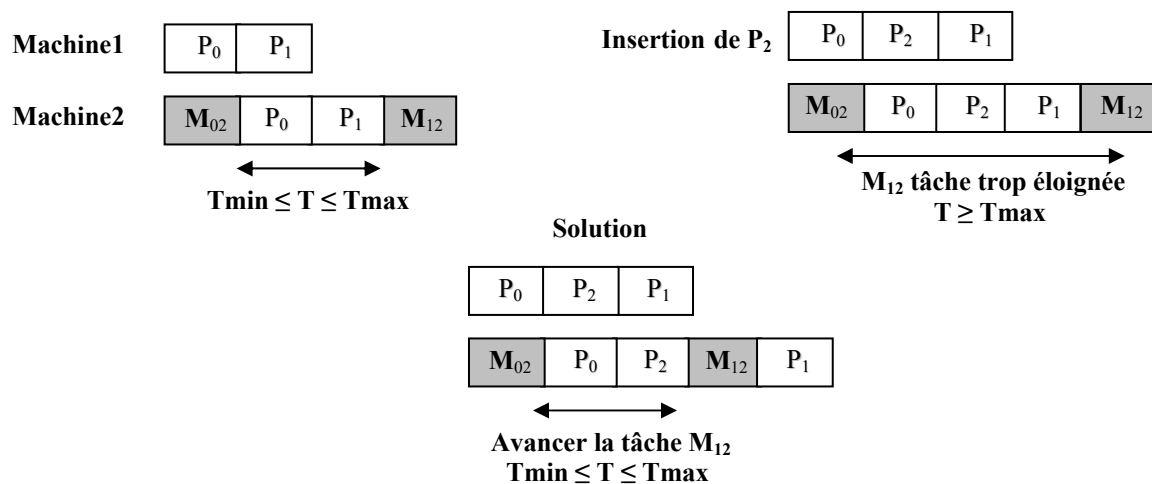 Machine1 P₀ P₁
Machine2 M₀₂ P₀ P₁ M₁₂
Tmin ≤ T ≤ Tmax
Insertion de P₂ P₀ P₂ P₁
M₀₂ P₀ P₂ P₁ M₁₂
M₁₂ tâche trop éloignée
T ≥ Tmax
Solution
P₀ P₂ P₁
M₀₂ P₀ P₂ M₁₂ P₁
Avancer la tâche M₁₂
Tmin ≤ T ≤ Tmax